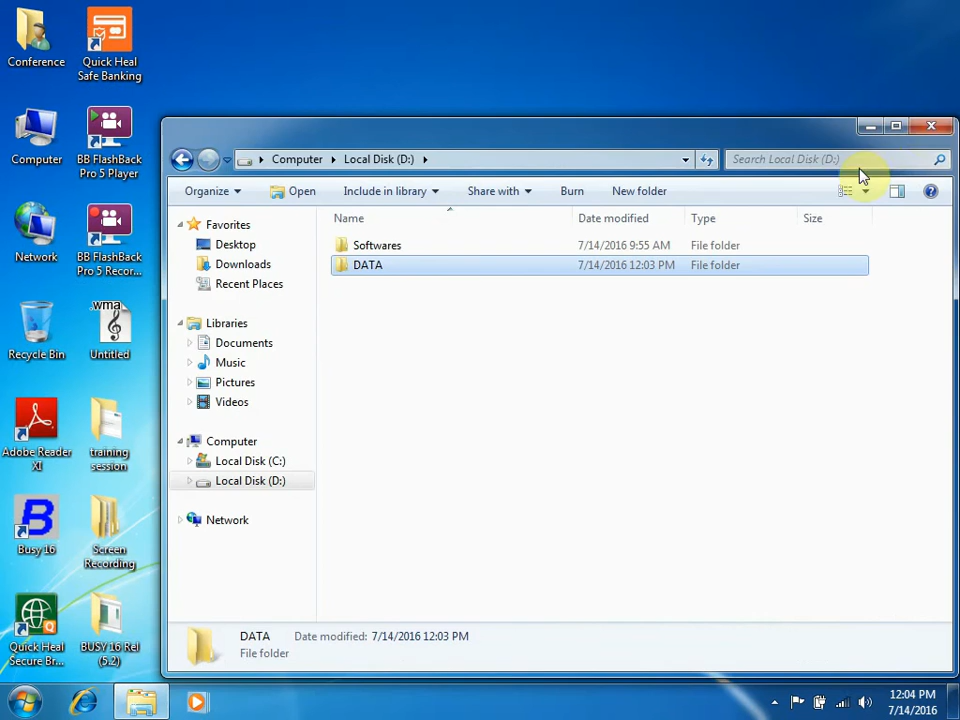 Conference
Quick Heal
Safe Banking
Computer
BB FlashBack
Pro 5 Player
Network
BB FlashBack
Pro 5 Recor...
.wma
Recycle Bin
Untitled
Adobe Reader
XI
training
session
Busy 16
Screen
Recording
Quick Heal
Secure Br...
BUSY 16 Rel
(5.2)
Computer
Local Disk (D:)
Search Local Disk (D:)
Organize
Open
Include in library
Share with
Burn
New folder
Favorites
Desktop
Downloads
Recent Places
Libraries
Documents
Music
Pictures
Videos
Computer
Local Disk (C:)
Local Disk (D:)
Network
Name
Date modified
Type
Size
Softwares
7/14/2016 9:55 AM
File folder
DATA
7/14/2016 12:03 PM
File folder
DATA
Date modified: 7/14/2016 12:03 PM
File folder
12:04 PM
7/14/2016